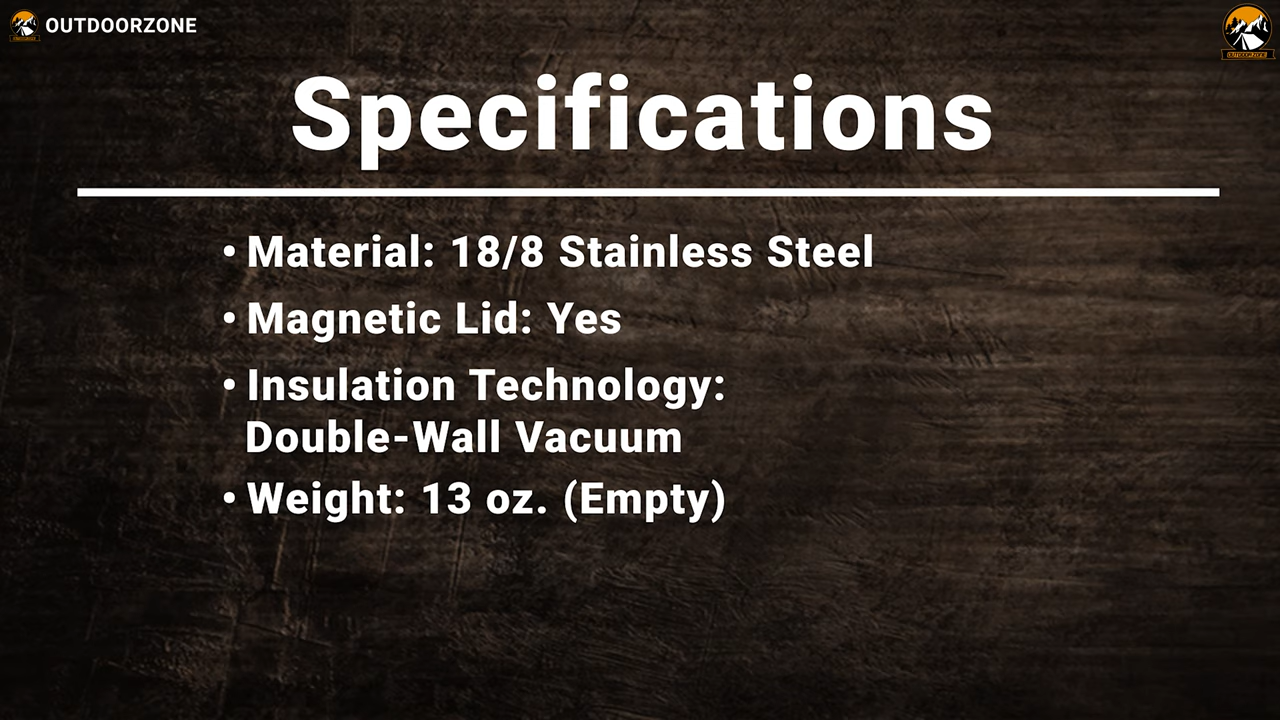 OUTDOORZONE
OUTDOORZONE
Specifications
• Material: 18/8 Stainless Steel
• Magnetic Lid: Yes
• Insulation Technology:
Double-Wall Vacuum
• Weight: 13 oz. (Empty)